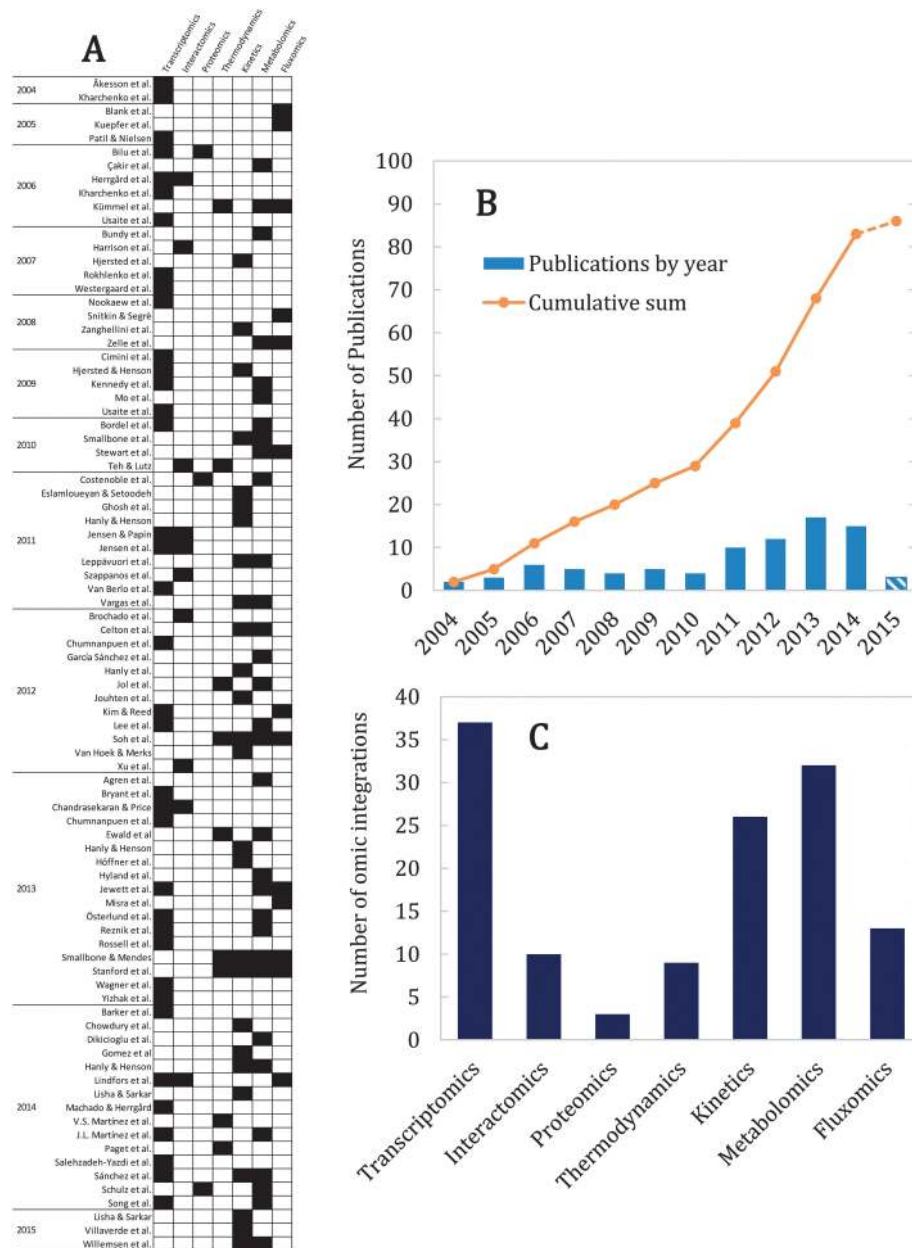 A
Transcriptomics
Interactomics
Proteomics
Thermodynamics
Kinetics
Metabolomics
Fluxomics
2004
Åkesson et al.
Kharchenko et al.
2005
Blank et al.
Kuepfer et al.
Patil & Nielsen
2006
Bilu et al.
Çakir et al.
Herrgård et al.
Kharchenko et al.
Kümmel et al.
Usaite et al.
2007
Bundy et al.
Harrison et al.
Hjersted et al.
Rokhlenko et al.
Westergaard et al.
2008
Nookaew et al.
Snitkin & Segrè
Zanghellini et al.
Zelle et al.
2009
Cimini et al.
Hjersted & Henson
Kennedy et al.
Mo et al.
Usaite et al.
2010
Bordel et al.
Smallbone et al.
Stewart et al.
Teh & Lutz
2011
Costenoble et al.
Eslamloueyan & Setoodeh
Ghosh et al.
Hanly & Henson
Jensen & Papin
Jensen et al.
Leppävuori et al.
Szappanos et al.
Van Berlo et al.
Vargas et al.
2012
Brochado et al.
Celton et al.
Chumnanpuen et al.
García Sánchez et al.
Hanly et al.
Jol et al.
Jouhten et al.
Kim & Reed
Lee et al.
Soh et al.
Van Hoek & Merks
Xu et al.
2013
Agren et al.
Bryant et al.
Chandrasekaran & Price
Chumnanpuen et al.
Ewald et al
Hanly & Henson
Höffner et al.
Hyland et al.
Jewett et al.
Misra et al.
Österlund et al.
Reznik et al.
Rossell et al.
Smallbone & Mendes
Stanford et al.
Wagner et al.
Yizhak et al.
2014
Barker et al.
Chowdury et al.
Dikicioglu et al.
Gomez et al
Hanly & Henson
Lindfors et al.
Lisha & Sarkar
Machado & Herrgård
V.S. Martínez et al.
J.L. Martínez et al.
Paget et al.
Salehzadeh-Yazdi et al.
Sánchez et al.
Schulz et al.
Song et al.
2015
Lisha & Sarkar
Villaverde et al.
Willemsen et al.
B
Number of Publications
100
90
80
70
60
50
40
30
20
10
0
Publications by year
Cumulative sum
2004
2005
2006
2007
2008
2009
2010
2011
2012
2013
2014
2015
C
Number of omic integrations
40
35
30
25
20
15
10
5
0
Transcriptomics
Interactomics
Proteomics
Thermodynamics
Kinetics
Metabolomics
Fluxomics